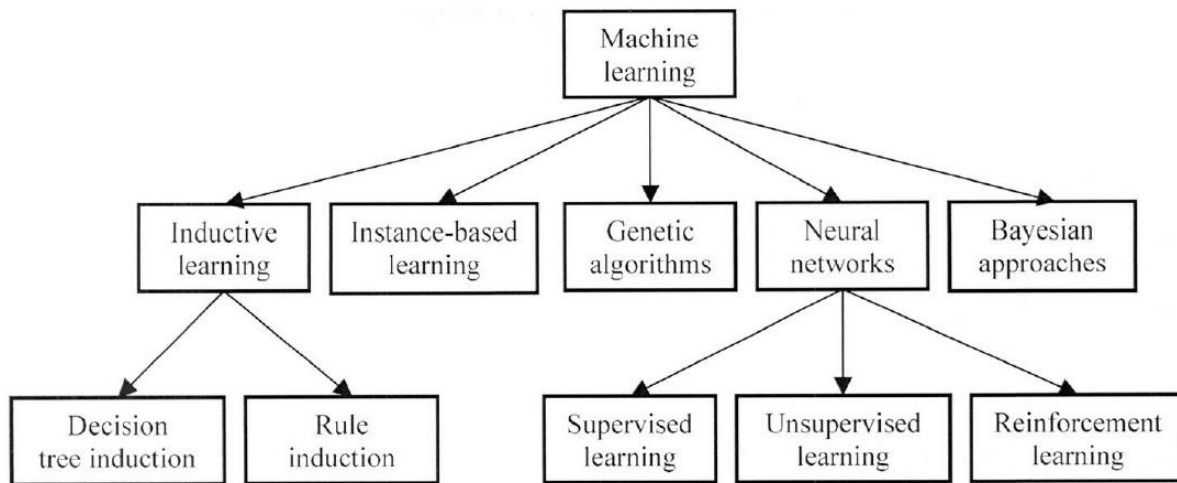 Machine
learning
Inductive
learning
Instance-based
learning
Genetic
algorithms
Neural
networks
Bayesian
approaches
Decision
tree induction
Rule
induction
Supervised
learning
Unsupervised
learning
Reinforcement
learning